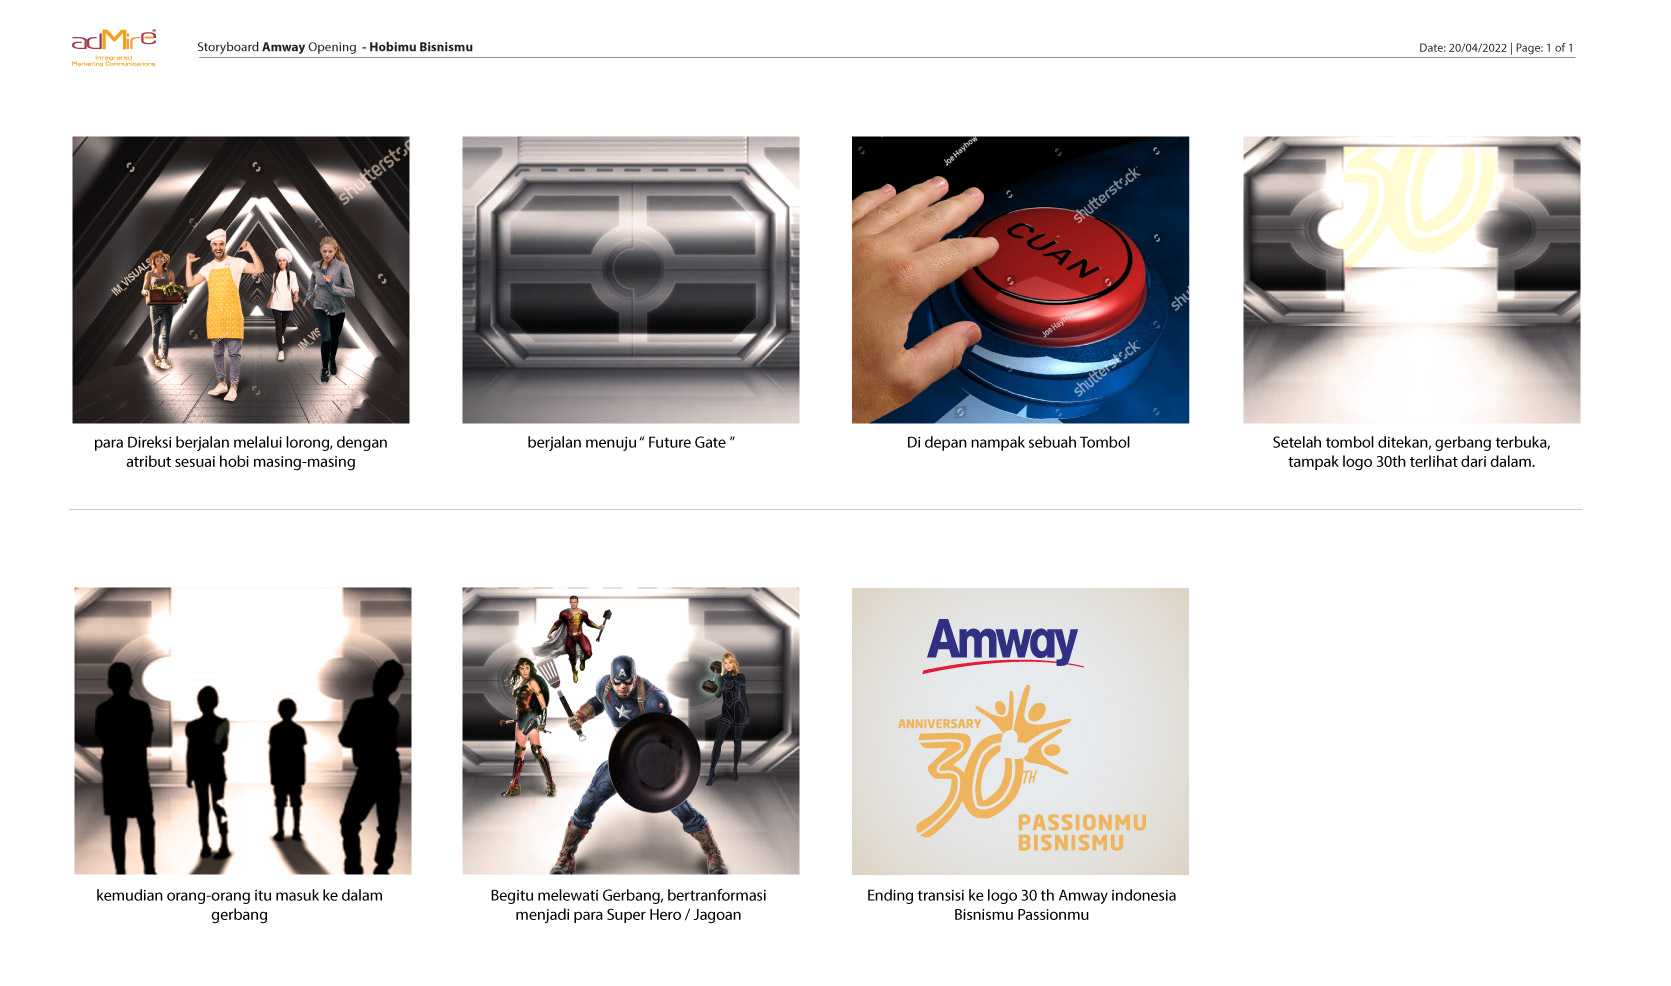 adMire
Integrated
Marketing Communications
Storyboard Amway Opening - Hobimu Bisnismu
Date: 20/04/2022 | Page: 1 of 1
shutterstock
IM_VISUALS
IM_VIS
para Direksi berjalan melalui lorong, dengan
atribut sesuai hobi masing-masing
berjalan menuju “ Future Gate ”
Joe Hayhow
shutterstock
CUAN
shu
Joe Hayhow
shutterstock
Di depan nampak sebuah Tombol
30
Setelah tombol ditekan, gerbang terbuka,
tampak logo 30th terlihat dari dalam.
kemudian orang-orang itu masuk ke dalam
gerbang
Begitu melewati Gerbang, bertranformasi
menjadi para Super Hero / Jagoan
Amway
ANNIVERSARY
30TH
PASSIONMU
BISNISMU
Ending transisi ke logo 30 th Amway indonesia
Bisnismu Passionmu